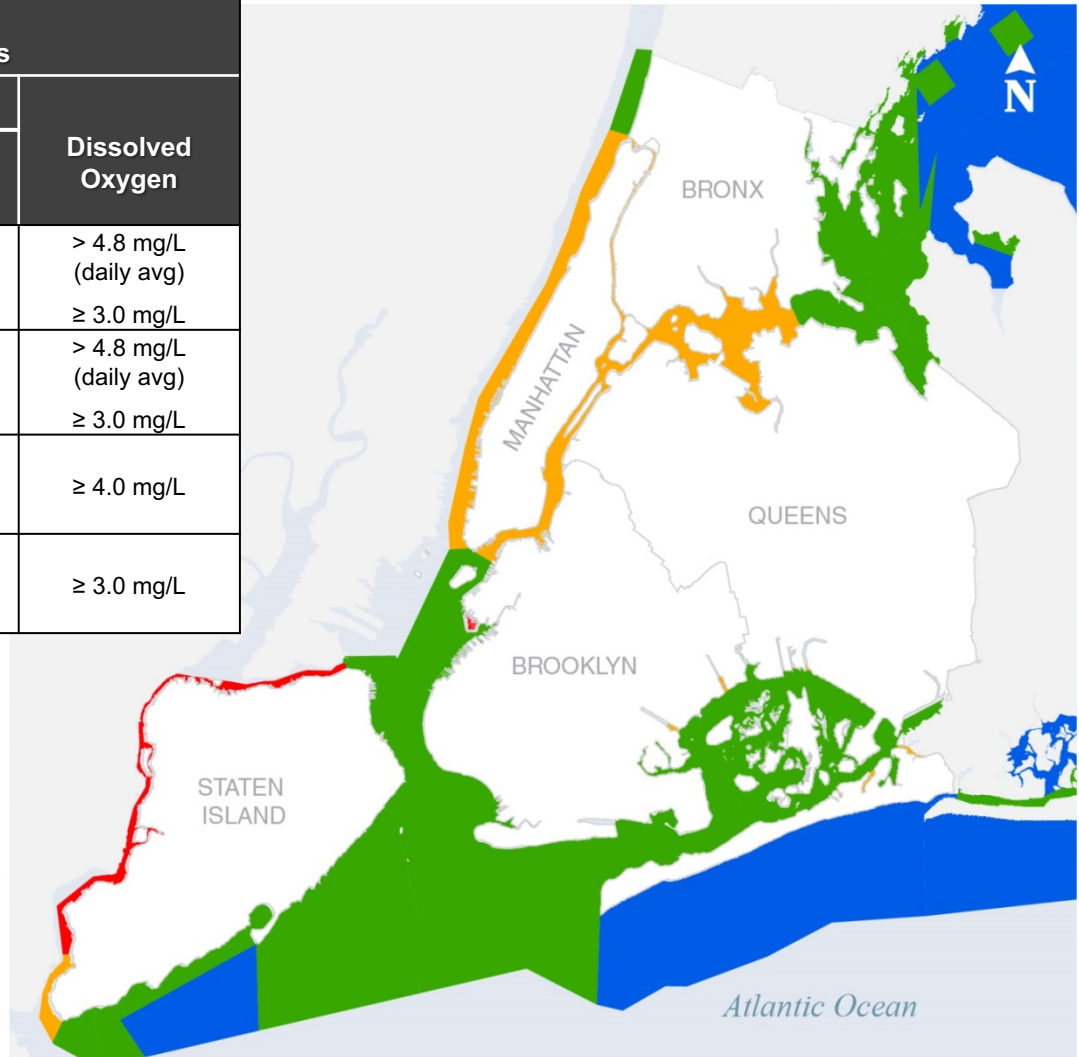 s
Dissolved
Oxygen
> 4.8 mg/L
(daily avg)
≥ 3.0 mg/L
> 4.8 mg/L
(daily avg)
≥ 3.0 mg/L
≥ 4.0 mg/L
≥ 3.0 mg/L
N
BRONX
MANHATTAN
QUEENS
BROOKLYN
STATEN
ISLAND
Atlantic Ocean